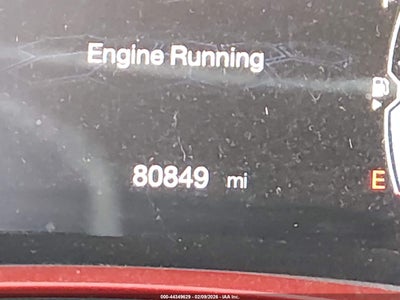 Engine Running
80849 mi
E
000-44349629 - 02/09/2026 - IAA Inc.